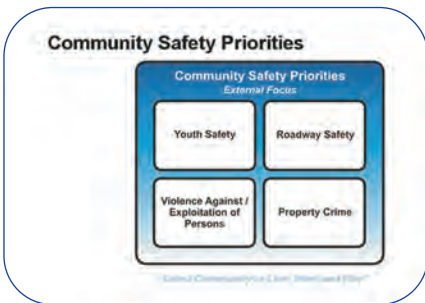 Community Safety Priorities
Community Safety Priorities
External Focus
Youth Safety
Roadway Safety
Violence Against /
Exploitation of
Persons
Property Crime